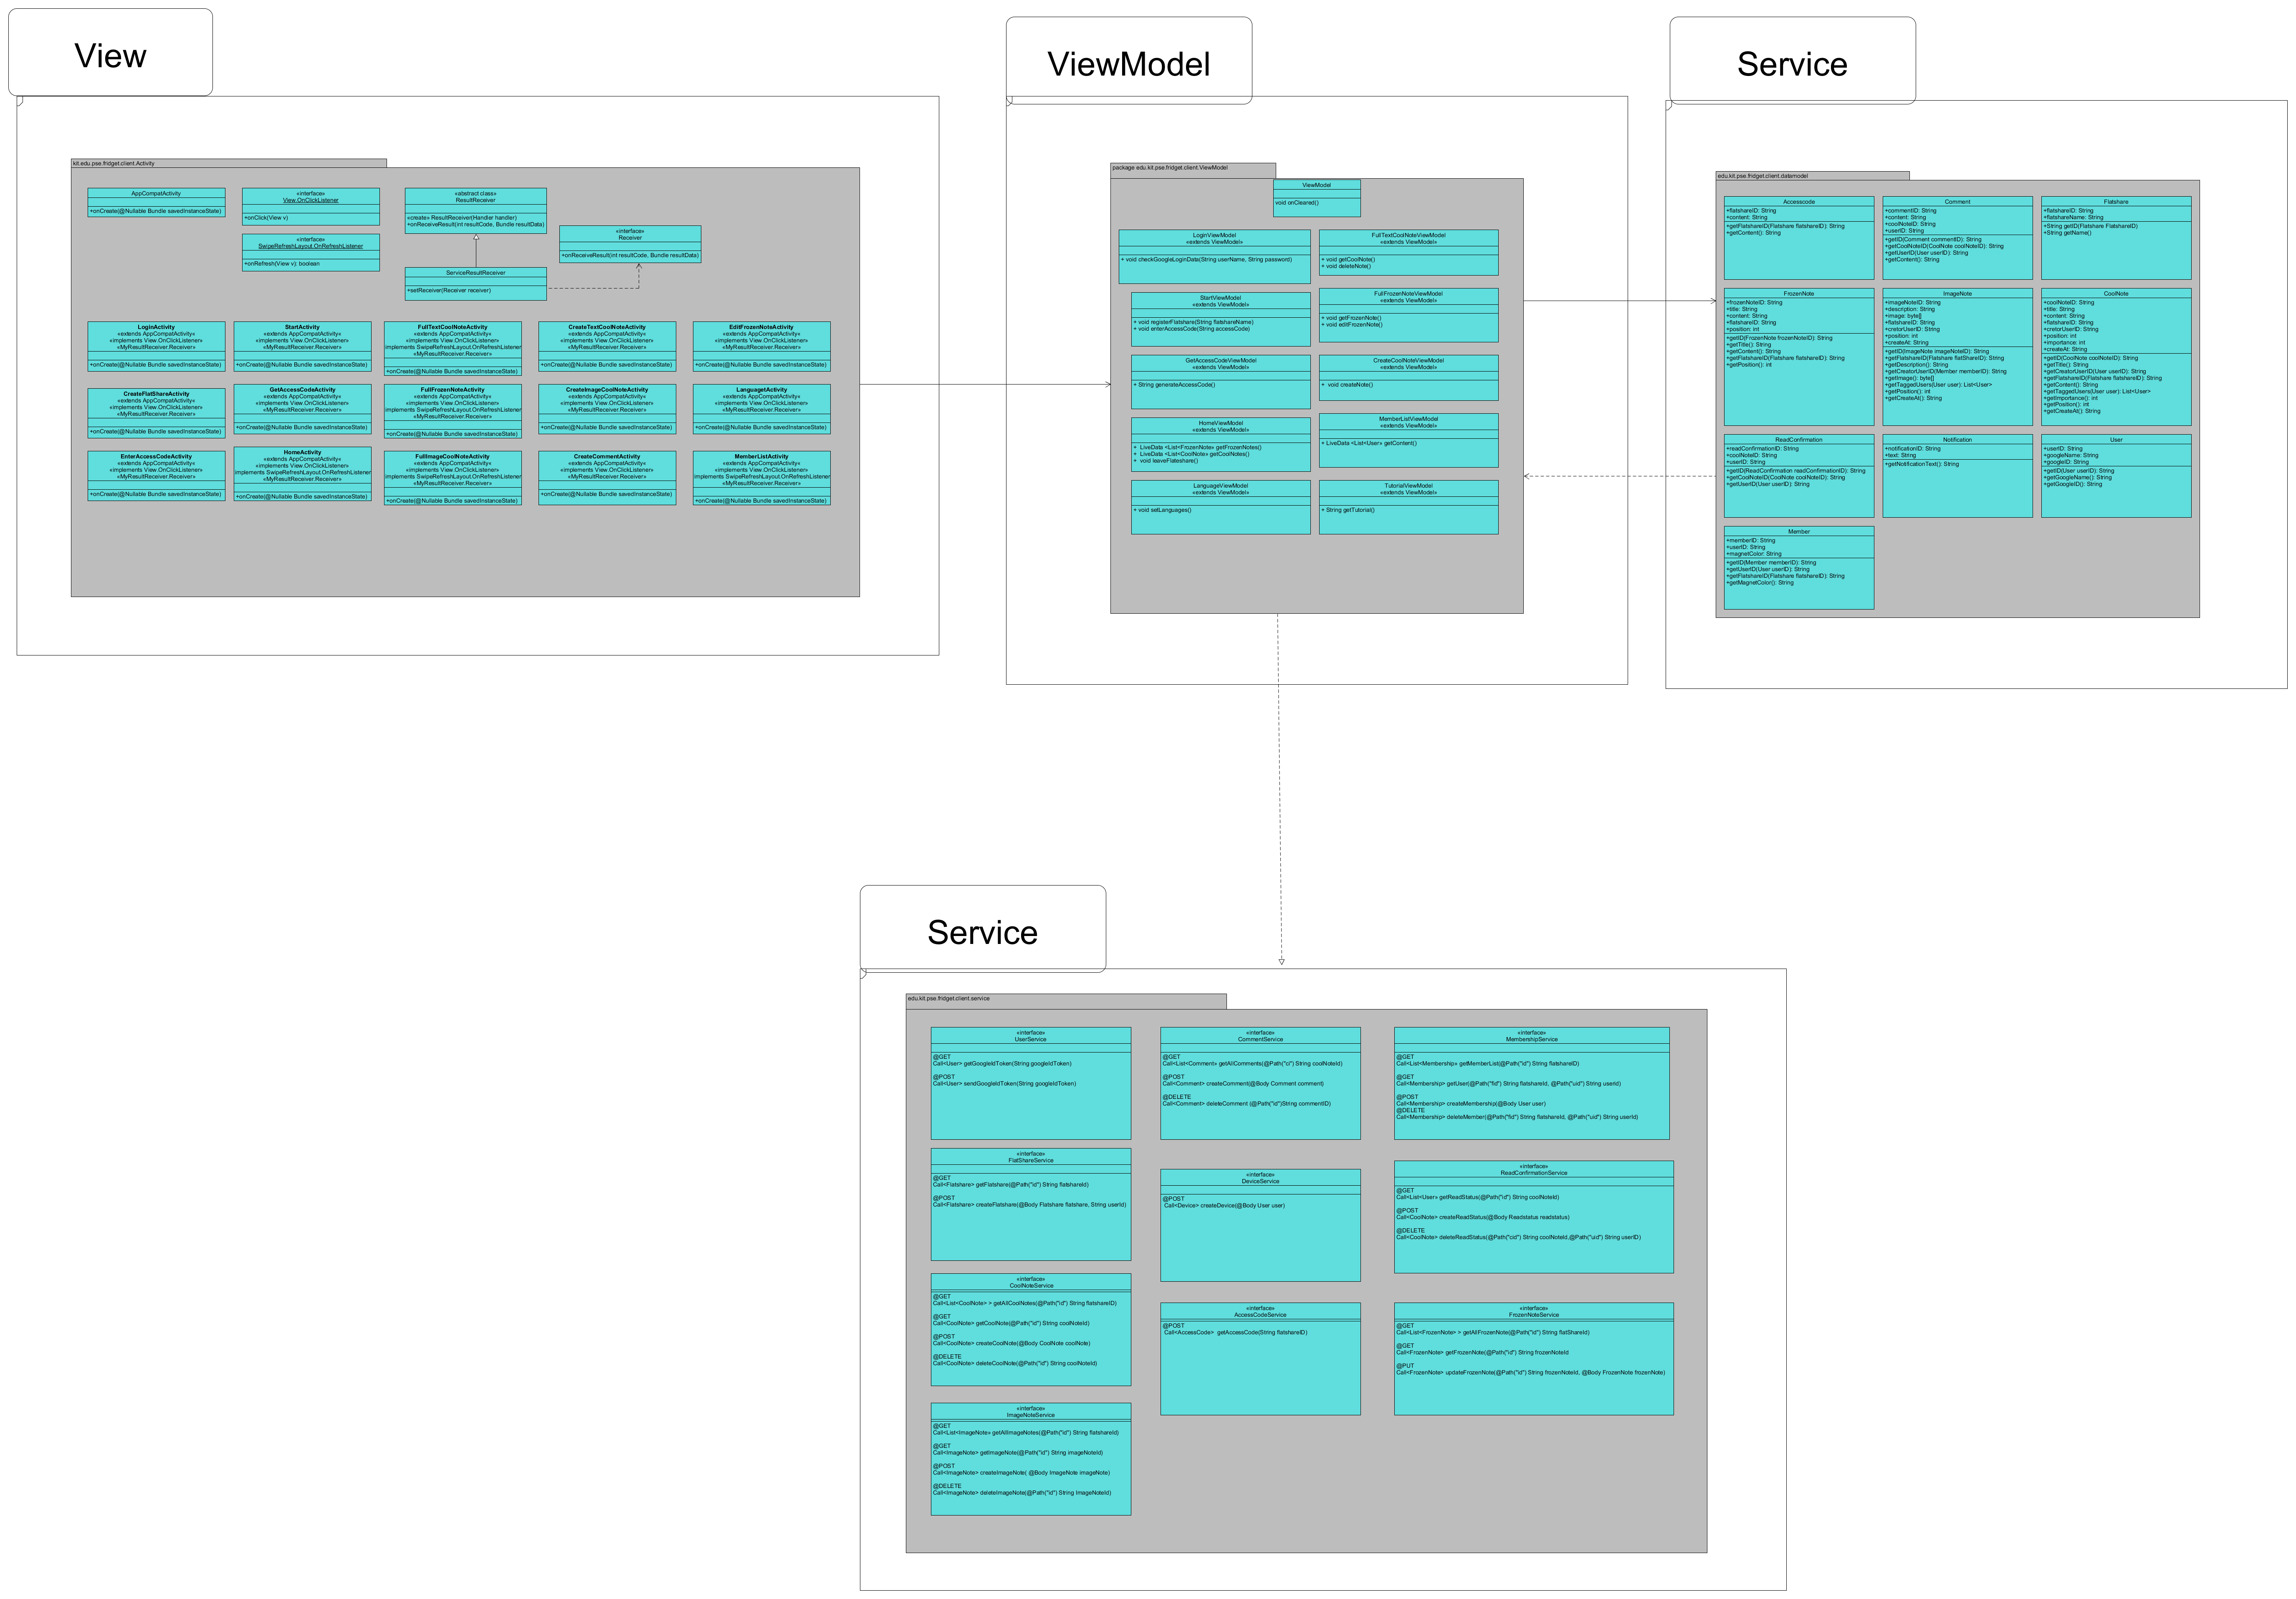 View
kit.edu.pse.fridget.client.Activity
AppCompatActivity
+onCreate(@Nullable Bundle savedInstanceState)
«interface»
View.OnClickListener
+onClick(View v)
«interface»
SwipeRefreshLayout.OnRefreshListener
+onRefresh(View v): boolean
«abstract class»
ResultReceiver
«create» ResultReceiver(Handler handler)
+onReceiveResult(int resultCode, Bundle resultData)
«interface»
Receiver
+onReceiveResult(int resultCode, Bundle resultData)
ServiceResultReceiver
+setReceiver(Receiver receiver)
LoginActivity
«extends AppCompatActivity«
«implements View.OnClickListener»
«MyResultReceiver.Receiver»
+onCreate(@Nullable Bundle savedInstanceState)
StartActivity
«extends AppCompatActivity«
«implements View.OnClickListener»
«MyResultReceiver.Receiver»
+onCreate(@Nullable Bundle savedInstanceState)
FullTextCoolNoteActivity
«extends AppCompatActivity«
«implements View.OnClickListener»
implements SwipeRefreshLayout.OnRefreshListener
«MyResultReceiver.Receiver»
+onCreate(@Nullable Bundle savedInstanceState)
CreateTextCoolNoteActivity
«extends AppCompatActivity«
«implements View.OnClickListener»
«MyResultReceiver.Receiver»
+onCreate(@Nullable Bundle savedInstanceState)
EditFrozenNoteActivity
«extends AppCompatActivity«
«implements View.OnClickListener»
«MyResultReceiver.Receiver»
+onCreate(@Nullable Bundle savedInstanceState)
CreateFlatShareActivity
«extends AppCompatActivity«
«implements View.OnClickListener»
«MyResultReceiver.Receiver»
+onCreate(@Nullable Bundle savedInstanceState)
GetAccessCodeActivity
«extends AppCompatActivity«
«implements View.OnClickListener»
«MyResultReceiver.Receiver»
+onCreate(@Nullable Bundle savedInstanceState)
FullFrozenNoteActivity
«extends AppCompatActivity«
«implements View.OnClickListener»
implements SwipeRefreshLayout.OnRefreshListener
«MyResultReceiver.Receiver»
+onCreate(@Nullable Bundle savedInstanceState)
CreateImageCoolNoteActivity
«extends AppCompatActivity«
«implements View.OnClickListener»
«MyResultReceiver.Receiver»
+onCreate(@Nullable Bundle savedInstanceState)
LanguagetActivity
«extends AppCompatActivity«
«implements View.OnClickListener»
«MyResultReceiver.Receiver»
+onCreate(@Nullable Bundle savedInstanceState)
EnterAccessCodeActivity
«extends AppCompatActivity«
«implements View.OnClickListener»
«MyResultReceiver.Receiver»
+onCreate(@Nullable Bundle savedInstanceState)
HomeActivity
«extends AppCompatActivity«
«implements View.OnClickListener»
implements SwipeRefreshLayout.OnRefreshListener
«MyResultReceiver.Receiver»
+onCreate(@Nullable Bundle savedInstanceState)
FullImageCoolNoteActivity
«extends AppCompatActivity«
«implements View.OnClickListener»
implements SwipeRefreshLayout.OnRefreshListener
«MyResultReceiver.Receiver»
+onCreate(@Nullable Bundle savedInstanceState)
CreateCommentActivity
«extends AppCompatActivity«
«implements View.OnClickListener»
«MyResultReceiver.Receiver»
+onCreate(@Nullable Bundle savedInstanceState)
MemberListActivity
«extends AppCompatActivity«
«implements View.OnClickListener»
implements SwipeRefreshLayout.OnRefreshListener
«MyResultReceiver.Receiver»
+onCreate(@Nullable Bundle savedInstanceState)
ViewModel
package edu.kit.pse.fridget.client.ViewModel
ViewModel
void onCleared()
LoginViewModel
«extends ViewModel»
+ void checkGoogleLoginData(String userName, String password)
FullTextCoolNoteViewModel
«extends ViewModel»
+ void getCoolNote()
+ void deleteNote()
StartViewModel
«extends ViewModel»
+ void registerFlatshare(String flatshareName)
+ void enterAccessCode(String accessCode)
FullFrozenNoteViewModel
«extends ViewModel»
+ void getFrozenNote()
+ void editFrozenNote()
GetAccessCodeViewModel
«extends ViewModel»
+ String generateAccessCode()
CreateCoolNoteViewModel
«extends ViewModel»
+ void createNote()
HomeViewModel
«extends ViewModel»
+ LiveData <List<FrozenNote> getFrozenNotes()
+ LiveData <List<CoolNote> getCoolNotes()
+ void leaveFlateshare()
MemberListViewModel
«extends ViewModel»
+ LiveData <List<User> getContent()
LanguageViewModel
«extends ViewModel»
+ void setLanguages()
TutorialViewModel
«extends ViewModel»
+ String getTutorial()
Service
edu.kit.pse.fridget.client.datamodel
Accesscode
+flatshareID: String
+content: String
+getFlatshareID(Flatshare flatshareID): String
+getContent(): String
Comment
+commentID: String
+content: String
+coolNoteID: String
+userID: String
+getID(Comment commentID): String
+getCoolNoteID(CoolNote coolNoteID): String
+getUserID(User userID): String
+getContent(): String
Flatshare
+flatshareID: String
+flatshareName: String
+String getID(Flatshare FlatshareID)
+String getName()
FrozenNote
+frozenNoteID: String
+title: String
+content: String
+flatshareID: String
+position: int
+getID(FrozenNote frozenNoteID): String
+getTitle(): String
+getContent(): String
+getFlatshareID(Flatshare flatshareID): String
+getPosition(): int
ImageNote
+imageNoteID: String
+description: String
+image: byte[]
+flatshareID: String
+cretorUserID: String
+position: int
+createAt: String
+getID(ImageNote imageNoteID): String
+getFlatshareID(Flatshare flatShareID): String
+getDescription(): String
+getCreatorUserID(Member memberID): String
+getImage(): byte[]
+getTaggedUsers(User user): List<User>
+getPosition(): int
+getCreateAt(): String
CoolNote
+coolNoteID: String
+title: String
+content: String
+flatshareID: String
+cretorUserID: String
+position: int
+importance: int
+createAt: String
+getID(CoolNote coolNoteID): String
+getTitle(): String
+getCreatorUserID(User userID): String
+getFlatshareID(Flatshare flatshareID): String
+getContent(): String
+getTaggedUsers(User user): List<User>
+getImportance(): int
+getPosition(): int
+getCreateAt(): String
ReadConfirmation
+readConfirmationID: String
+coolNoteID: String
+userID: String
+getID(ReadConfirmation readConfirmationID): String
+getCoolNoteID(CoolNote coolNoteID): String
+getUserID(User userID): String
Notification
+notificationID: String
+text: String
+getNotificationText(): String
User
+userID: String
+googleName: String
+googleID: String
+getID(User userID): String
+getGoogleName(): String
+getGoogleID(): String
Member
+memberID: String
+userID: String
+magnetColor: String
+getID(Member memberID): String
+getUserID(User userID): String
+getFlatshareID(Flatshare flatshareID): String
+getMagnetColor(): String
Service
edu.kit.pse.fridget.client.service
«interface»
UserService
@GET
Call<User> getGoogleIdToken(String googleIdToken)
@POST
Call<User> sendGoogleIdToken(String googleIdToken)
«interface»
CommentService
@GET
Call<List<Comment» getAllComments(@Path("ci") String coolNoteId)
@POST
Call<Comment> createComment(@Body Comment comment)
@DELETE
Call<Comment> deleteComment (@Path("id")String commentID)
«interface»
MembershipService
@GET
Call<List<Membership» getMemberList(@Path("id") String flatshareID)
@GET
Call<Membership> getUser(@Path("fid") String flatshareId, @Path("uid") String userId)
@POST
Call<Membership> createMembership(@Body User user)
@DELETE
Call<Membership> deleteMember(@Path("fid") String flatshareId, @Path("uid") String userId)
«interface»
FlatShareService
@GET
Call<Flatshare> getFlatshare(@Path("id") String flatshareId)
@POST
Call<Flatshare> createFlatshare(@Body Flatshare flatshare, String userId)
«interface»
DeviceService
@POST
Call<Device> createDevice(@Body User user)
«interface»
ReadConfirmationService
@GET
Call<List<User» getReadStatus(@Path("id") String coolNoteId)
@POST
Call<CoolNote> createReadStatus(@Body Readstatus readstatus)
@DELETE
Call<CoolNote> deleteReadStatus(@Path("cid") String coolNoteId,@Path("uid") String userID)
«interface»
CoolNoteService
@GET
Call<List<CoolNote> > getAllCoolNotes(@Path("id") String flatshareID)
@GET
Call<CoolNote> getCoolNote(@Path("id") String coolNoteId)
@POST
Call<CoolNote> createCoolNote(@Body CoolNote coolNote)
@DELETE
Call<CoolNote> deleteCoolNote(@Path("id") String coolNoteId)
«interface»
AccessCodeService
@POST
Call<AccessCode> getAccessCode(String flatshareID)
«interface»
FrozenNoteService
@GET
Call<List<FrozenNote> > getAllFrozenNote(@Path("id") String flatShareId)
@GET
Call<FrozenNote> getFrozenNote(@Path("id") String frozenNoteId
@PUT
Call<FrozenNote> updateFrozenNote(@Path("id") String frozenNoteId, @Body FrozenNote frozenNote)
«interface»
ImageNoteService
@GET
Call<List<ImageNote» getAllImageNotes(@Path("id") String flatshareId)
@GET
Call<ImageNote> getImageNote(@Path("id") String imageNoteId)
@POST
Call<ImageNote> createImageNote( @Body ImageNote imageNote)
@DELETE
Call<ImageNote> deleteImageNote(@Path("id") String ImageNoteId)